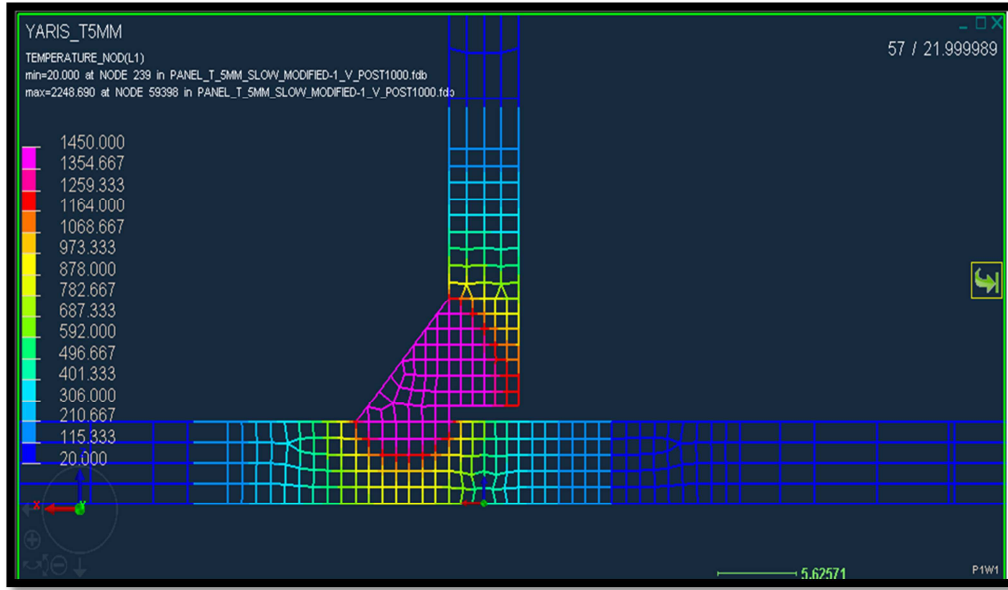 YARIS_T5MM
57 / 21.999989
TEMPERATURE_NOD(L1)
min=20.000 at NODE 239 in PANEL_T_5MM_SLOW_MODIFIED-1_V_POST1000.fdb
max=2248.690 at NODE 59398 in PANEL_T_5MM_SLOW_MODIFIED-1_V_POST1000.fdb
1450.000
1354.667
1259.333
1164.000
1068.667
973.333
878.000
782.667
687.333
592.000
496.667
401.333
306.000
210.667
115.333
20.000
X
5.62571
P1W1